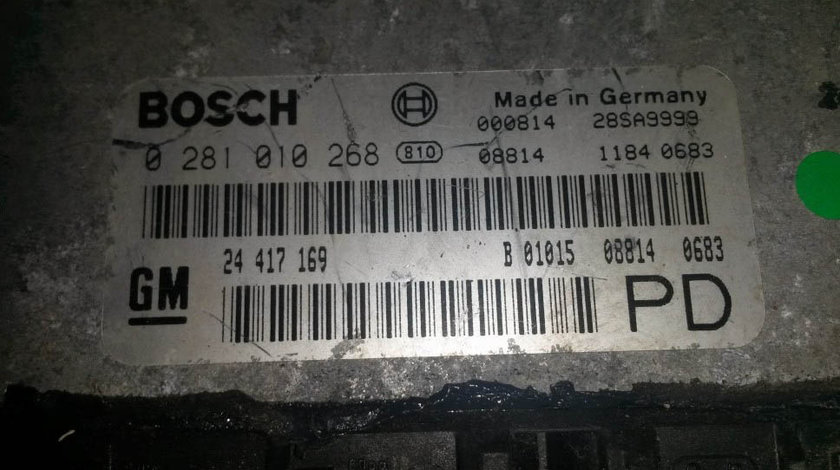 BOSCH Made in Germany
000814 28SA9999
0 281 010 268 810 08814 1184 0683
24 417 169 B 01015 08814 0683
GM PD